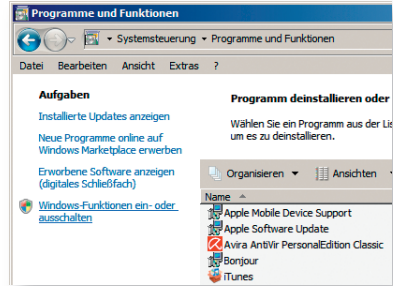 Programme und Funktionen
Systemsteuerung Programme und Funktionen
Datei Bearbeiten Ansicht Extras ?
Aufgaben
Installierte Updates anzeigen
Neue Programme online auf
Windows Marketplace erwerben
Erworbene Software anzeigen
(digitales Schließfach)
Windows-Funktionen ein- oder
ausschalten
Programm deinstallieren oder
Wählen Sie ein Programm aus der Lis
um es zu deinstallieren.
Organisieren Ansichten
Name
Apple Mobile Device Support
Apple Software Update
Avira AntiVir PersonalEdition Classic
Bonjour
iTunes